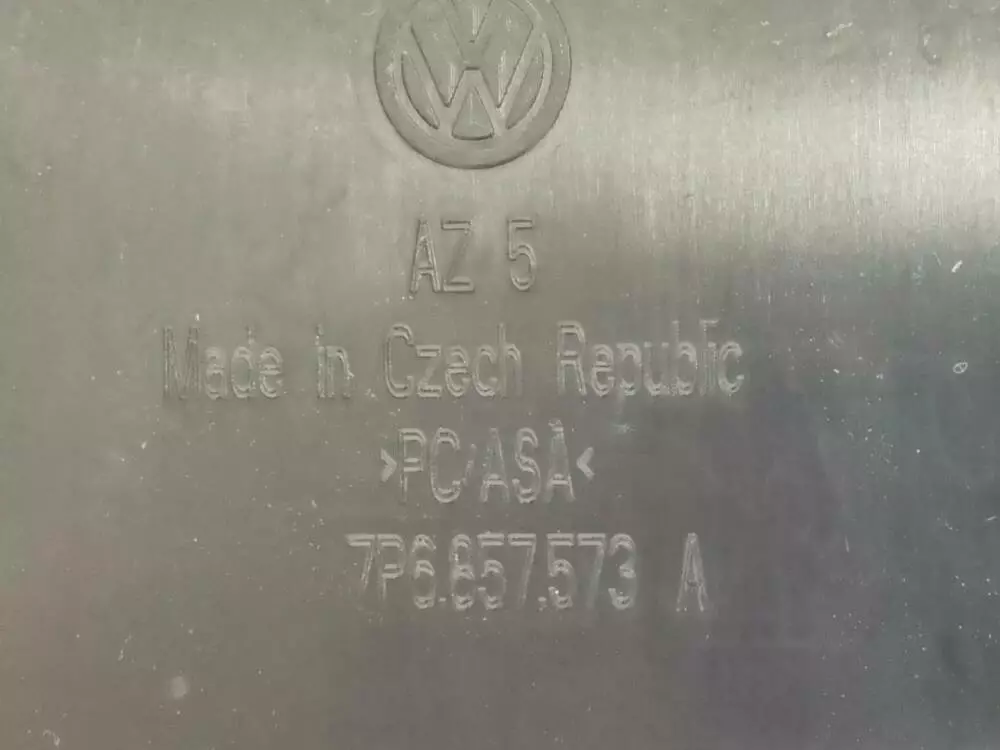 AZ 5
Made in Czech Republic
>PC/ASA<
7P6.857.573 A